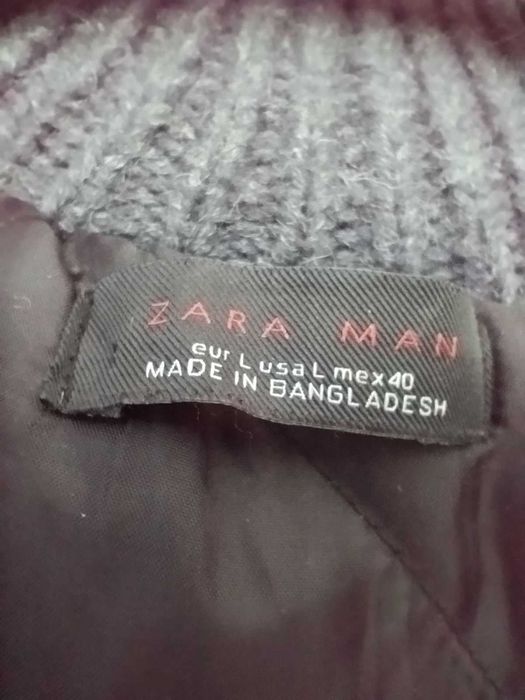 ZARA MAN
eur L usa L mex 40
MADE IN BANGLADESH